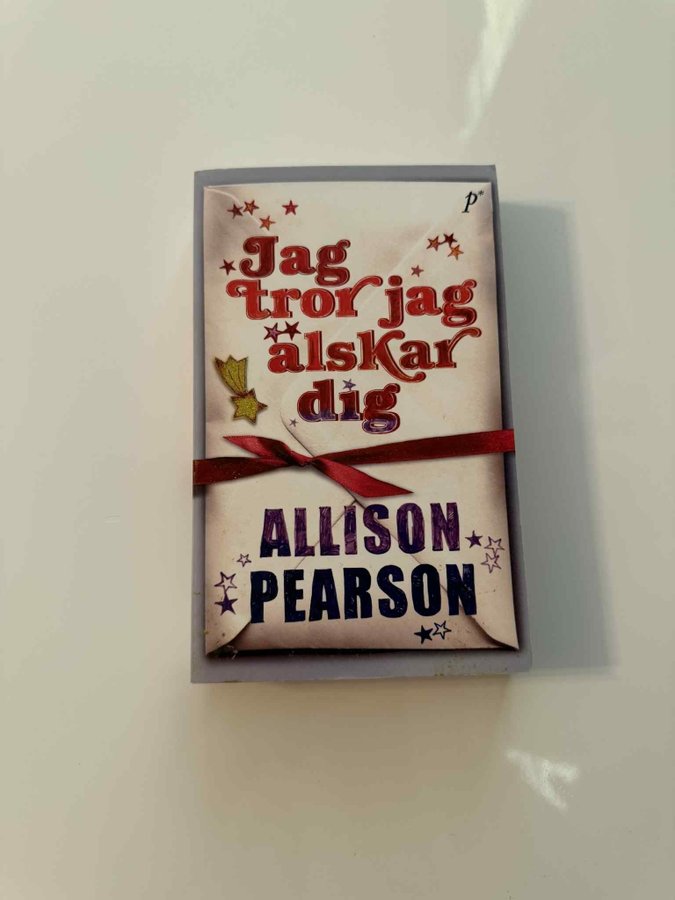 p*
Jag
tror jag
älskar
dig
ALLISON
PEARSON